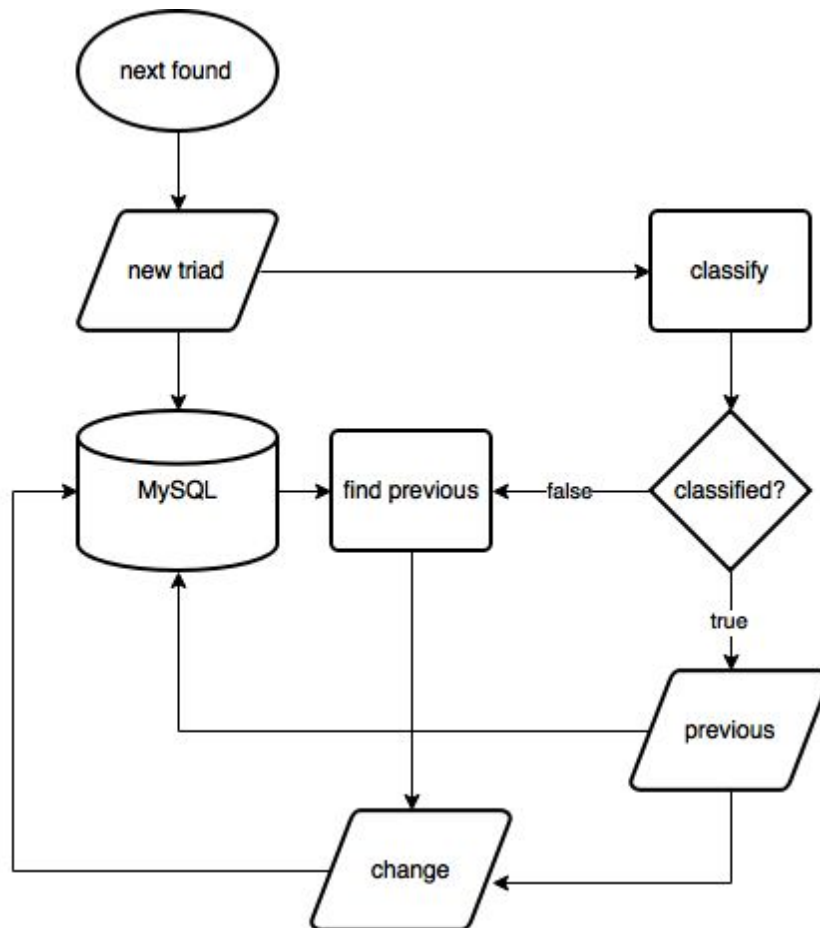 next found
new triad
classify
MySQL
find previous
false
classified?
true
previous
change